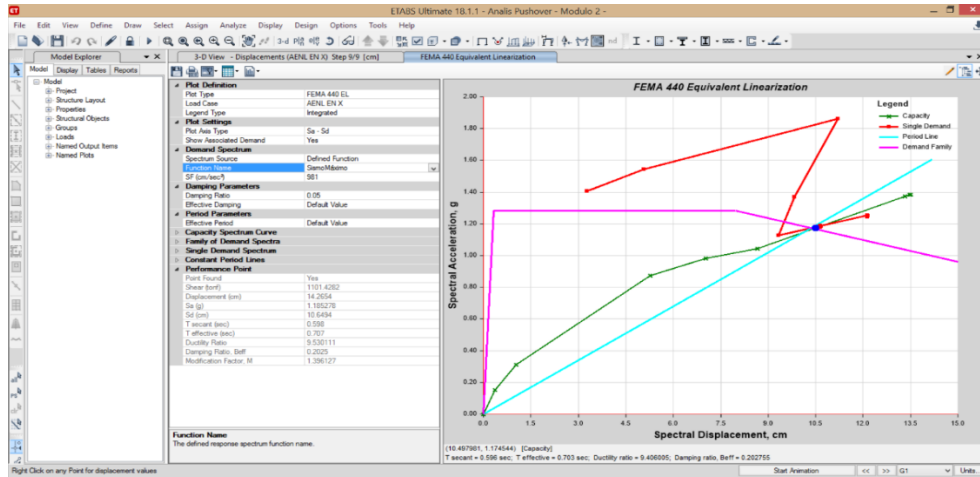 ETABS Ultimate 18.1.1 - Analis Pushover - Modulo 2 -
File Edit View Define Draw Select Assign Analyze Display Design Options Tools Help
Model Explorer
3-D View - Displacements (AENL EN X) Step 9/9 [cm]
FEMA 440 Equivalent Linearization
Model Display Tables Reports
Model
Project
Structure Layout
Properties
Structural Objects
Groups
Loads
Named Output Items
Named Plots
Plot Definition
Plot Type FEMA 440 EL
Load Case AENL EN X
Legend Type Integrated
Plot Settings
Plot Axis Type Sa - Sd
Show Associated Demand Yes
Demand Spectrum
Spectrum Source Defined Function
Function Name SismoMáximo
SF (cm/sec²) 981
Damping Parameters
Damping Ratio 0.05
Effective Damping Default Value
Period Parameters
Effective Period Default Value
Capacity Spectrum Curve
Family of Demand Spectra
Single Demand Spectrum
Constant Period Lines
Performance Point
Point Found Yes
Shear (tonf) 1101.4282
Displacement (cm) 14.2654
Sa (g) 1.185278
Sd (cm) 10.6494
T secant (sec) 0.598
T effective (sec) 0.707
Ductility Ratio 9.530111
Damping Ratio, Beff 0.2025
Modification Factor, M 1.396127
Function Name
The defined response spectrum function name.
FEMA 440 Equivalent Linearization
Legend
Capacity
Single Demand
Period Line
Demand Family
Spectral Acceleration, g
2.00
1.80
1.60
1.40
1.20
1.00
0.80
0.60
0.40
0.20
0.00
0.0 1.5 3.0 4.5 6.0 7.5 9.0 10.5 12.0 13.5 15.0
Spectral Displacement, cm
(10.497981, 1.174544) [Capacity]
T secant = 0.596 sec; T effective = 0.703 sec; Ductility ratio = 9.406005; Damping ratio, Beff = 0.202755
Right Click on any Point for displacement values
Start Animation << >> G1 Units...